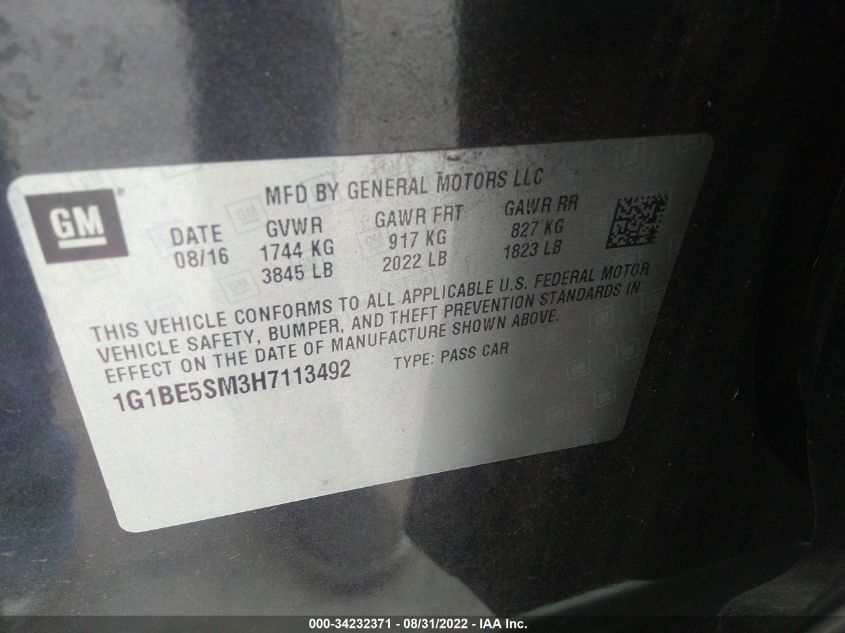 GM
MFD BY GENERAL MOTORS LLC
DATE GVWR GAWR FRT GAWR RR
08/16 1744 KG 917 KG 827 KG
3845 LB 2022 LB 1823 LB
THIS VEHICLE CONFORMS TO ALL APPLICABLE U.S. FEDERAL MOTOR
VEHICLE SAFETY, BUMPER, AND THEFT PREVENTION STANDARDS IN
EFFECT ON THE DATE OF MANUFACTURE SHOWN ABOVE.
1G1BE5SM3H7113492 TYPE: PASS CAR
000-34232371 - 08/31/2022 - IAA Inc.